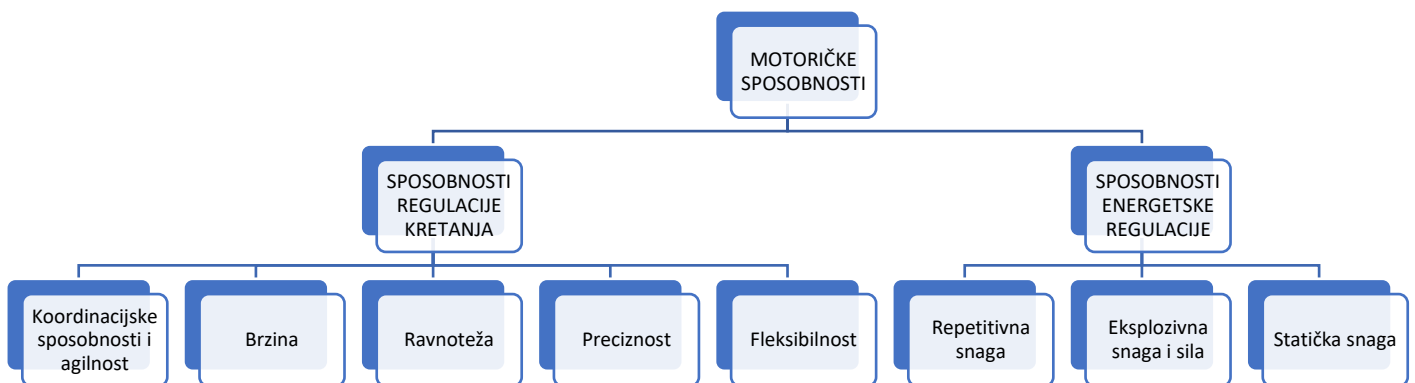 MOTORIČKE
SPOSOBNOSTI
SPOSOBNOSTI
REGULACIJE
KRETANJA
SPOSOBNOSTI
ENERGETSKE
REGULACIJE
Koordinacijske
sposobnosti i
agilnost
Brzina
Ravnoteža
Preciznost
Fleksibilnost
Repetitivna
snaga
Eksplozivna
snaga i sila
Statička snaga